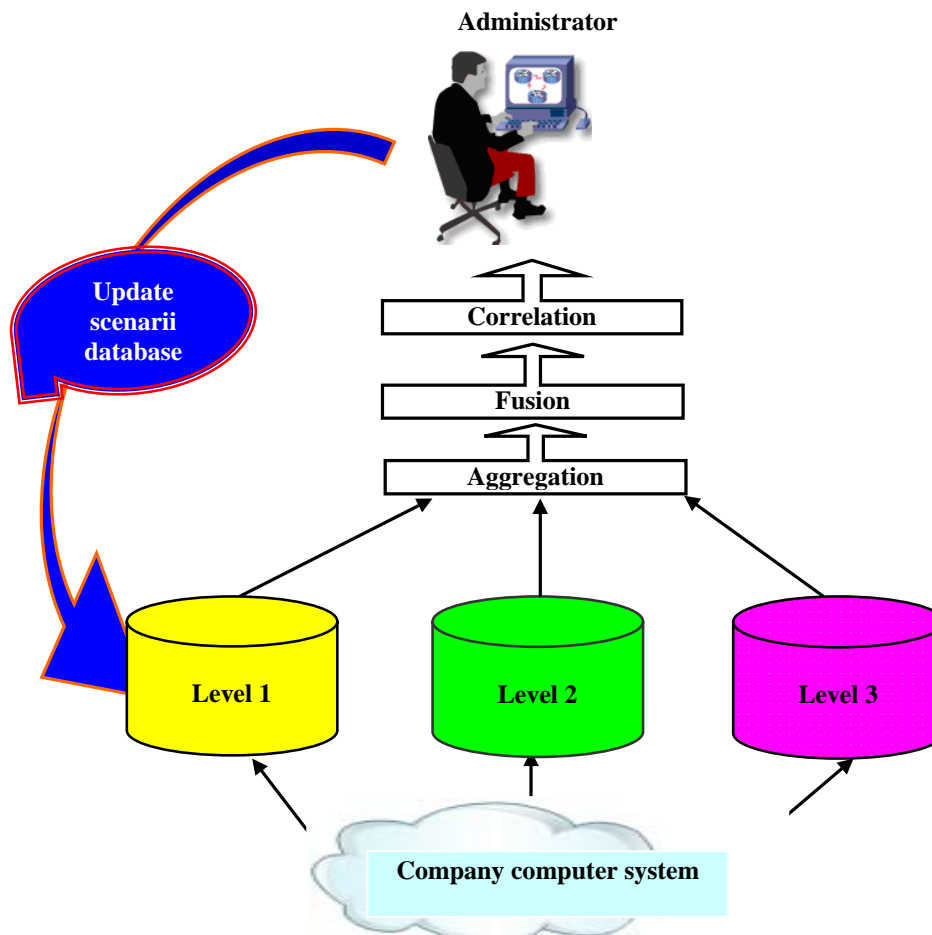 Administrator
Update
scenarii
database
Correlation
Fusion
Aggregation
Level 1
Level 2
Level 3
Company computer system